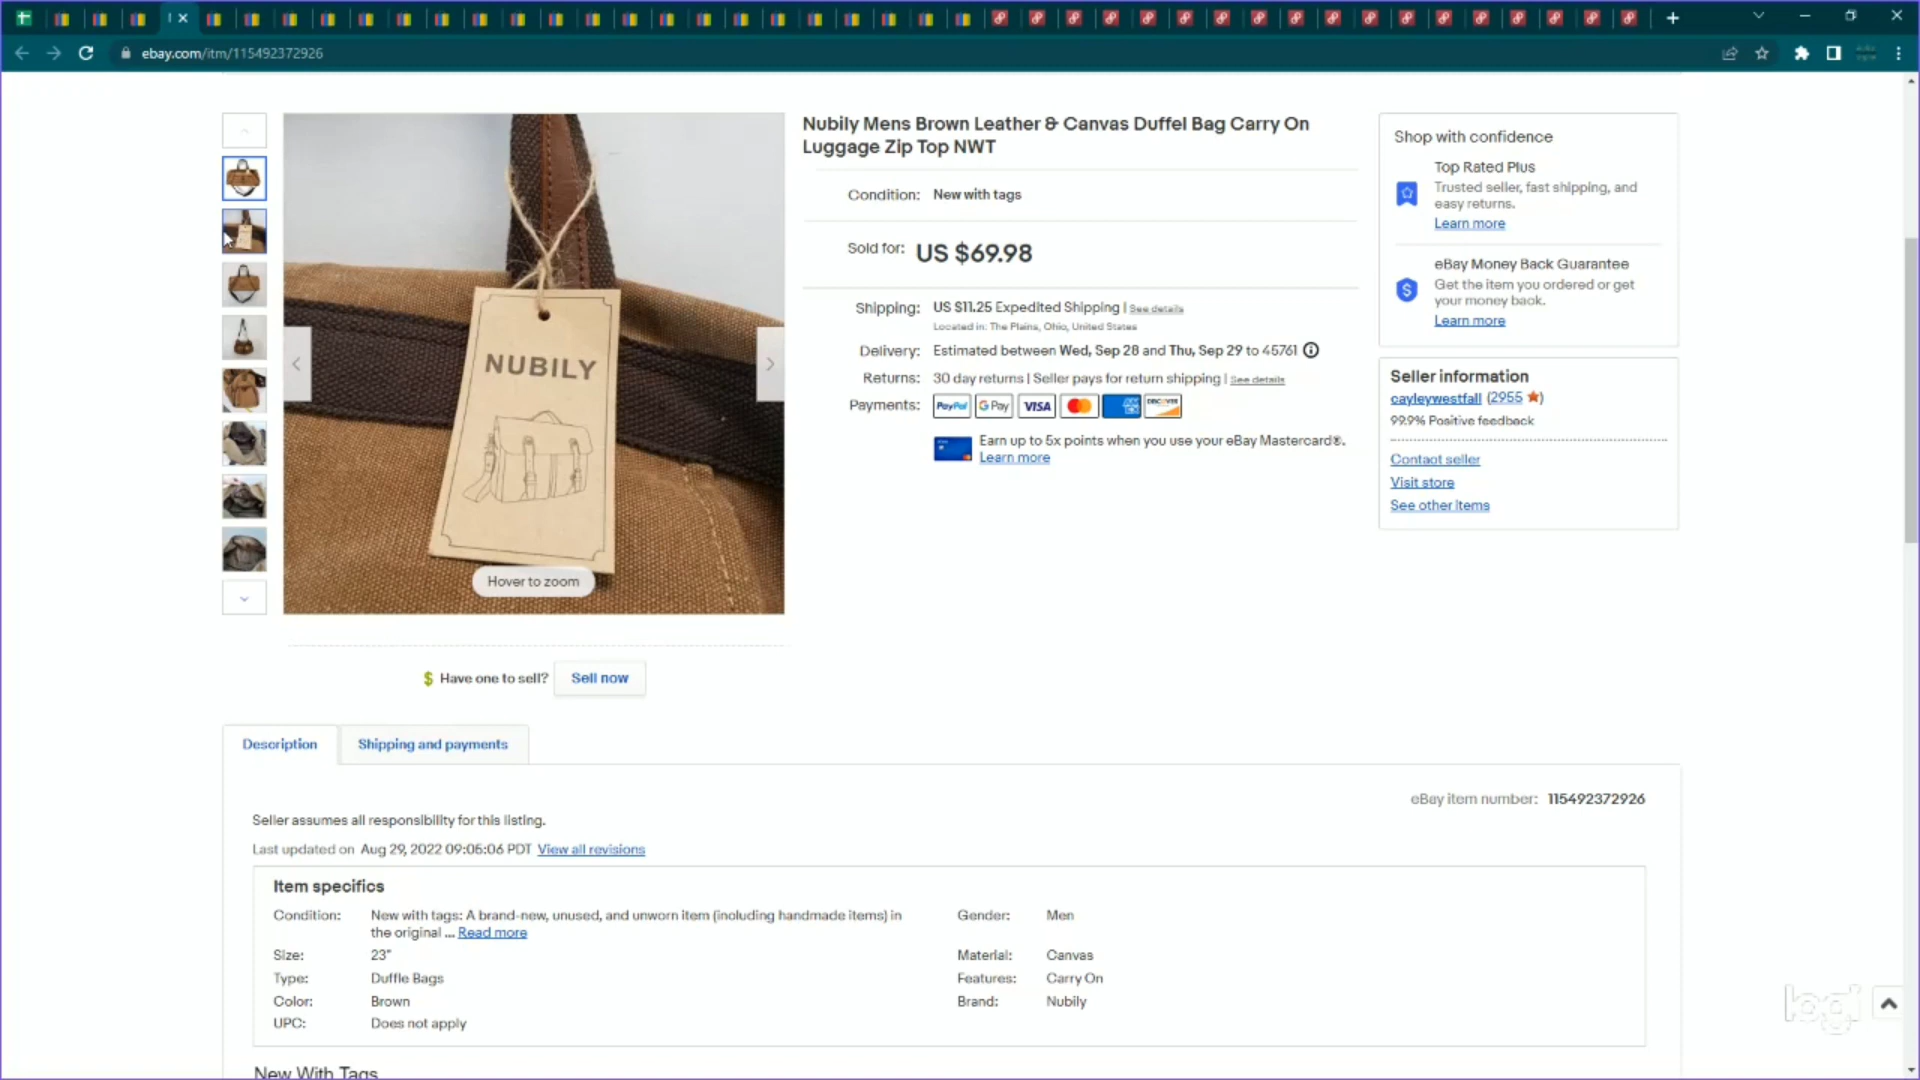 ebay.com/itm/115492372926
Nubily Mens Brown Leather & Canvas Duffel Bag Carry On
Luggage Zip Top NWT
Condition: New with tags
Sold for: US $69.98
Shipping: US $11.25 Expedited Shipping | See details
Located in: The Plains, Ohio, United States
Delivery: Estimated between Wed, Sep 28 and Thu, Sep 29 to 45761
Returns: 30 day returns | Seller pays for return shipping | See details
Payments: PayPal G Pay VISA DISCOVER
Earn up to 5x points when you use your eBay Mastercard®.
Learn more
Shop with confidence
Top Rated Plus
Trusted seller, fast shipping, and
easy returns.
Learn more
eBay Money Back Guarantee
Get the item you ordered or get
your money back.
Learn more
Seller information
cayleywestfall (2955 )
99.9% Positive feedback
Contact seller
Visit store
See other items
NUBILY
Hover to zoom
$ Have one to sell? Sell now
Description Shipping and payments
eBay item number: 115492372926
Seller assumes all responsibility for this listing.
Last updated on Aug 29, 2022 09:05:06 PDT View all revisions
Item specifics
Condition: New with tags: A brand-new, unused, and unworn item (including handmade items) in
the original ... Read more
Gender: Men
Size: 23"
Material: Canvas
Type: Duffle Bags
Features: Carry On
Color: Brown
Brand: Nubily
UPC: Does not apply
New With Tags
logi